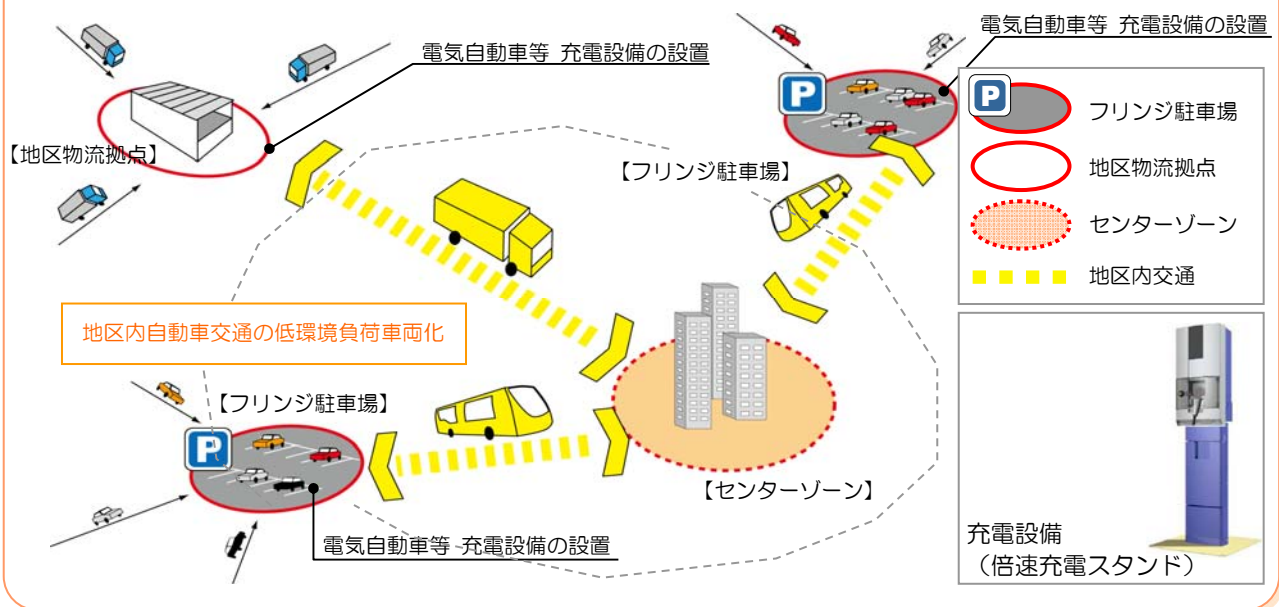 電気自動車等 充電設備の設置
電気自動車等 充電設備の設置
P
P
フリンジ駐車場
【地区物流拠点】
【フリンジ駐車場】
地区物流拠点
センターゾーン
地区内交通
地区内自動車交通の低環境負荷車両化
【フリンジ駐車場】
P
【センターゾーン】
電気自動車等 充電設備の設置
充電設備
(倍速充電スタンド)